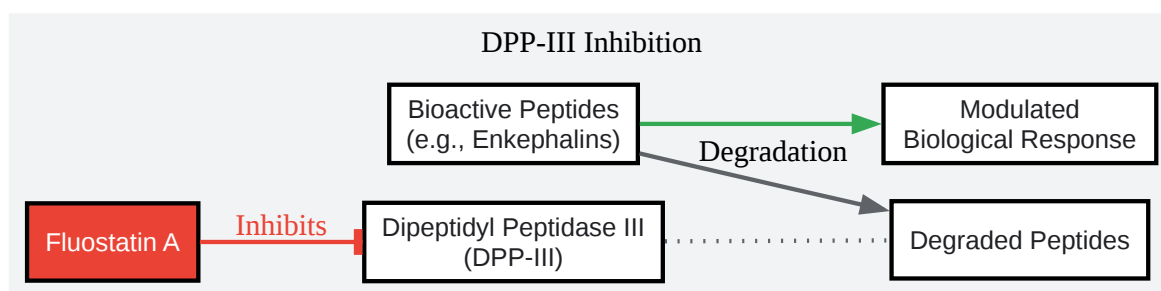 DPP-III Inhibition
Bioactive Peptides
(e.g., Enkephalins)
Modulated
Biological Response
Degradation
Fluostatin A
Inhibits
Dipeptidyl Peptidase III
(DPP-III)
Degraded Peptides